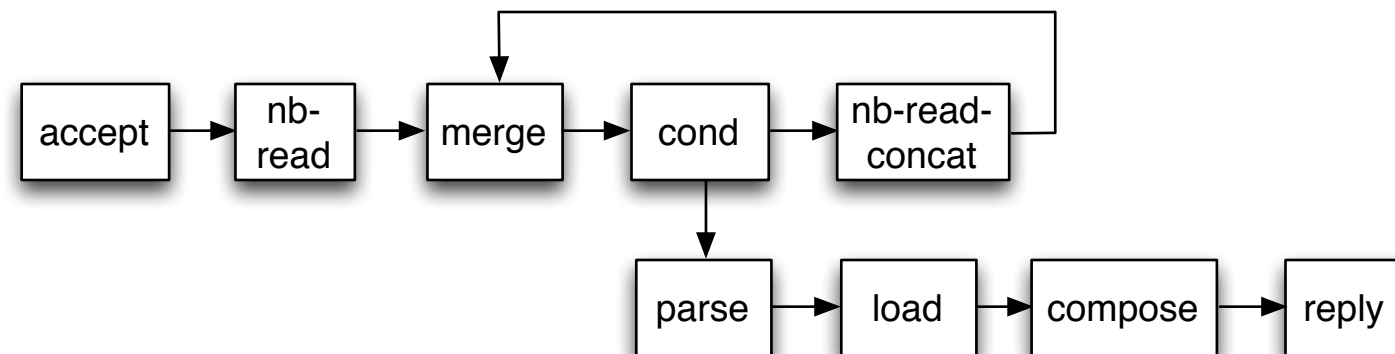 accept
nb-
read
merge
cond
nb-read-
concat
parse
load
compose
reply